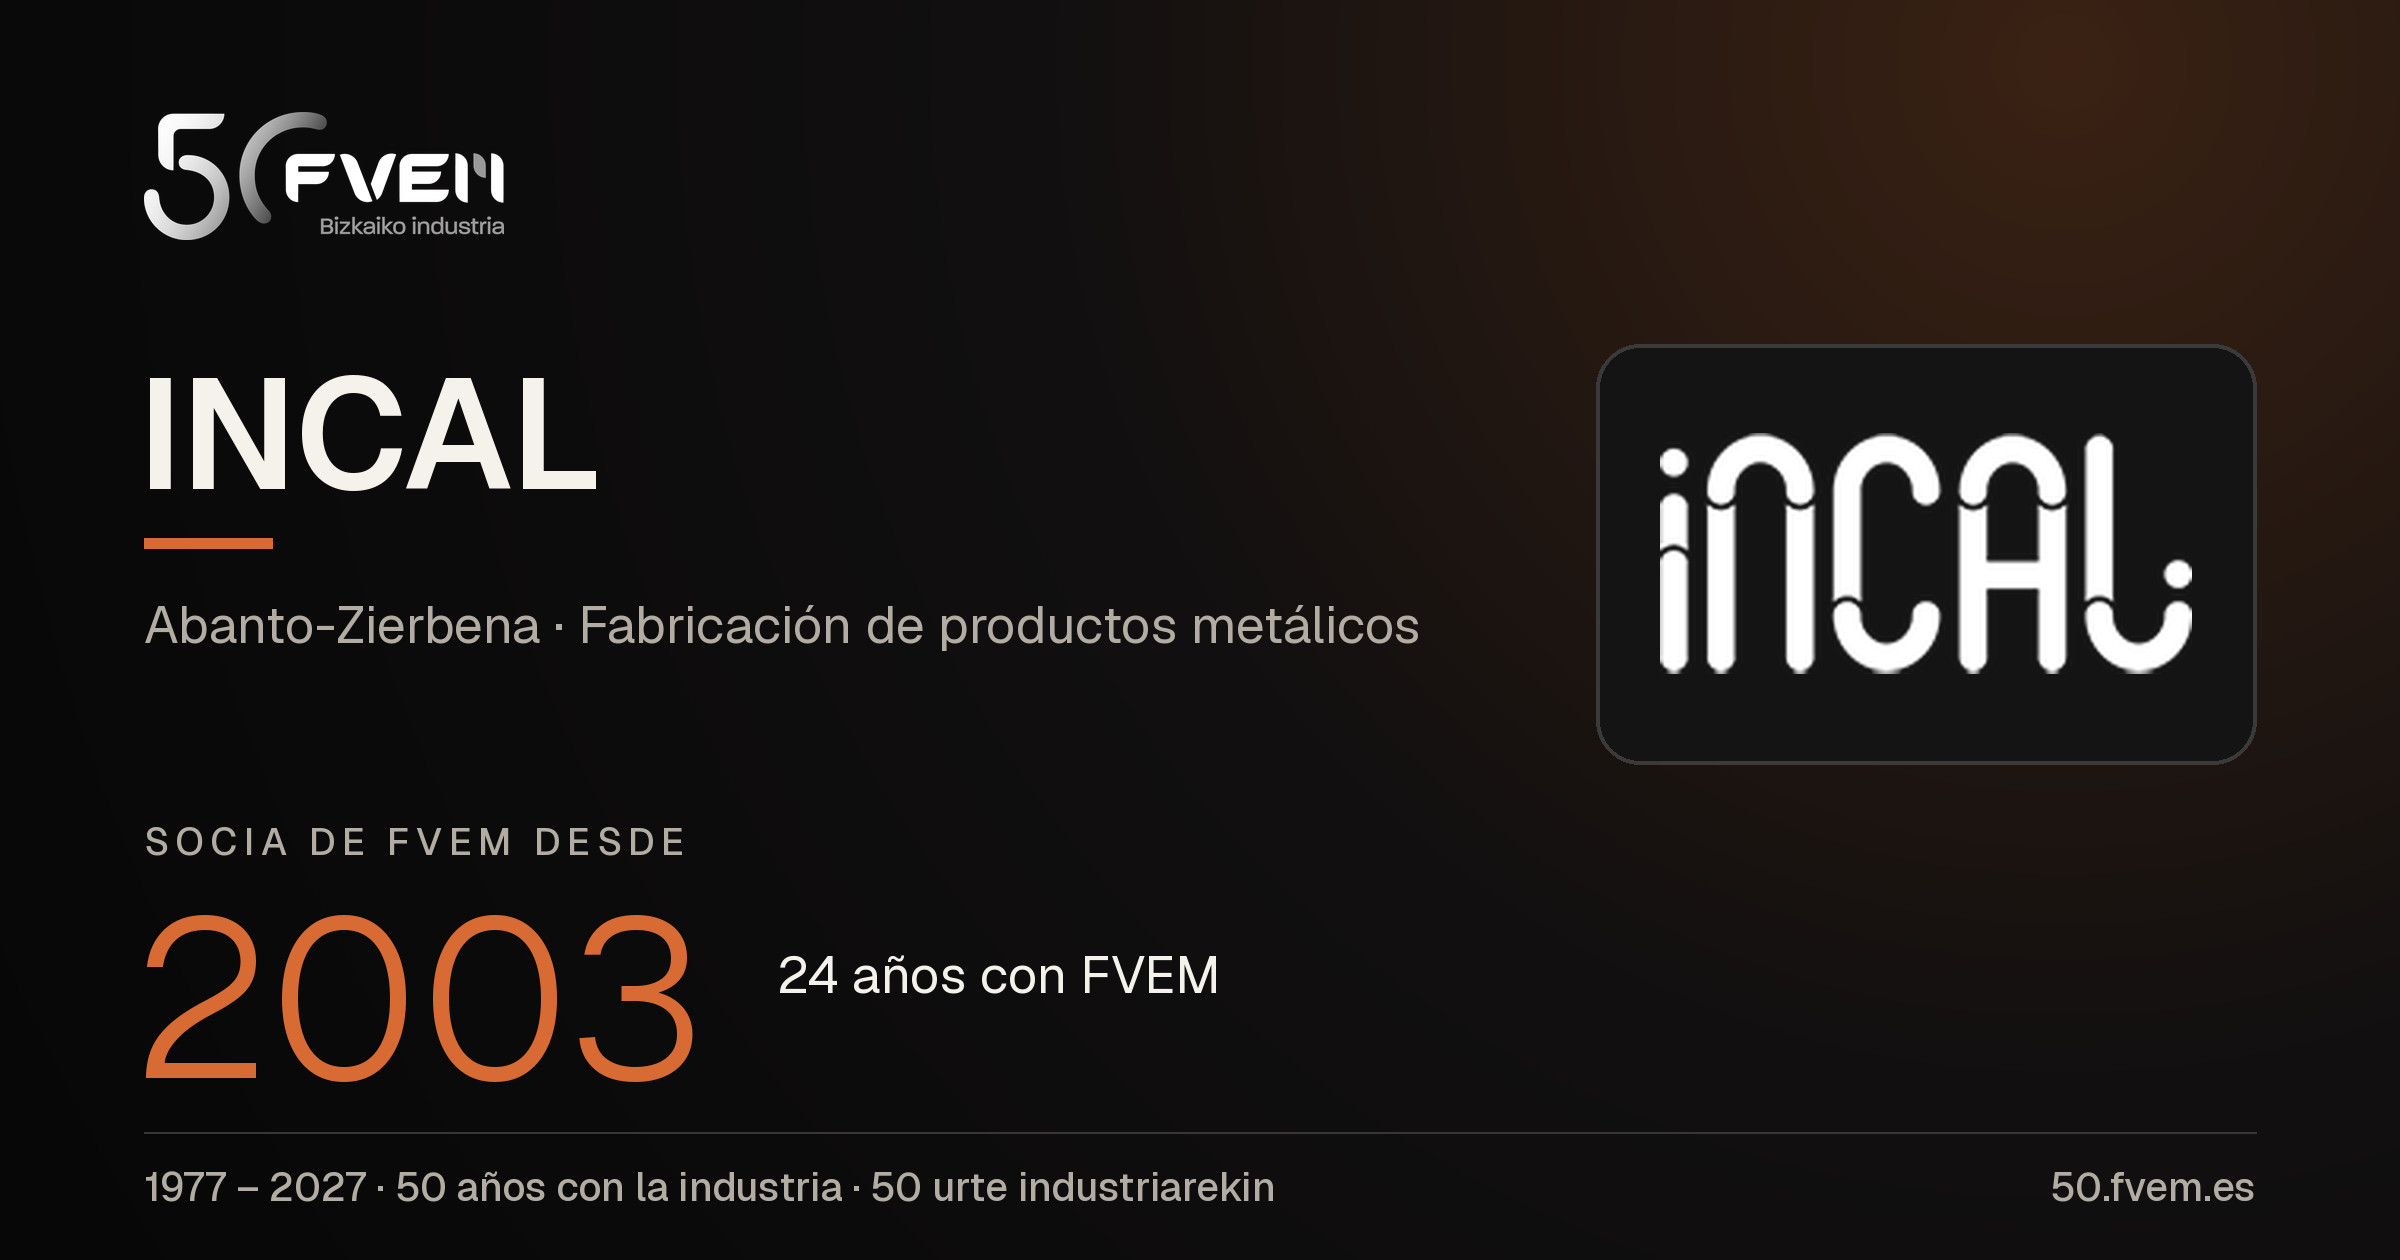 50 FVEM
Bizkaiko industria
INCAL
Abanto-Zierbena · Fabricación de productos metálicos
iNCAL
SOCIA DE FVEM DESDE
2003
24 años con FVEM
1977 – 2027 · 50 años con la industria · 50 urte industriarekin
50.fvem.es